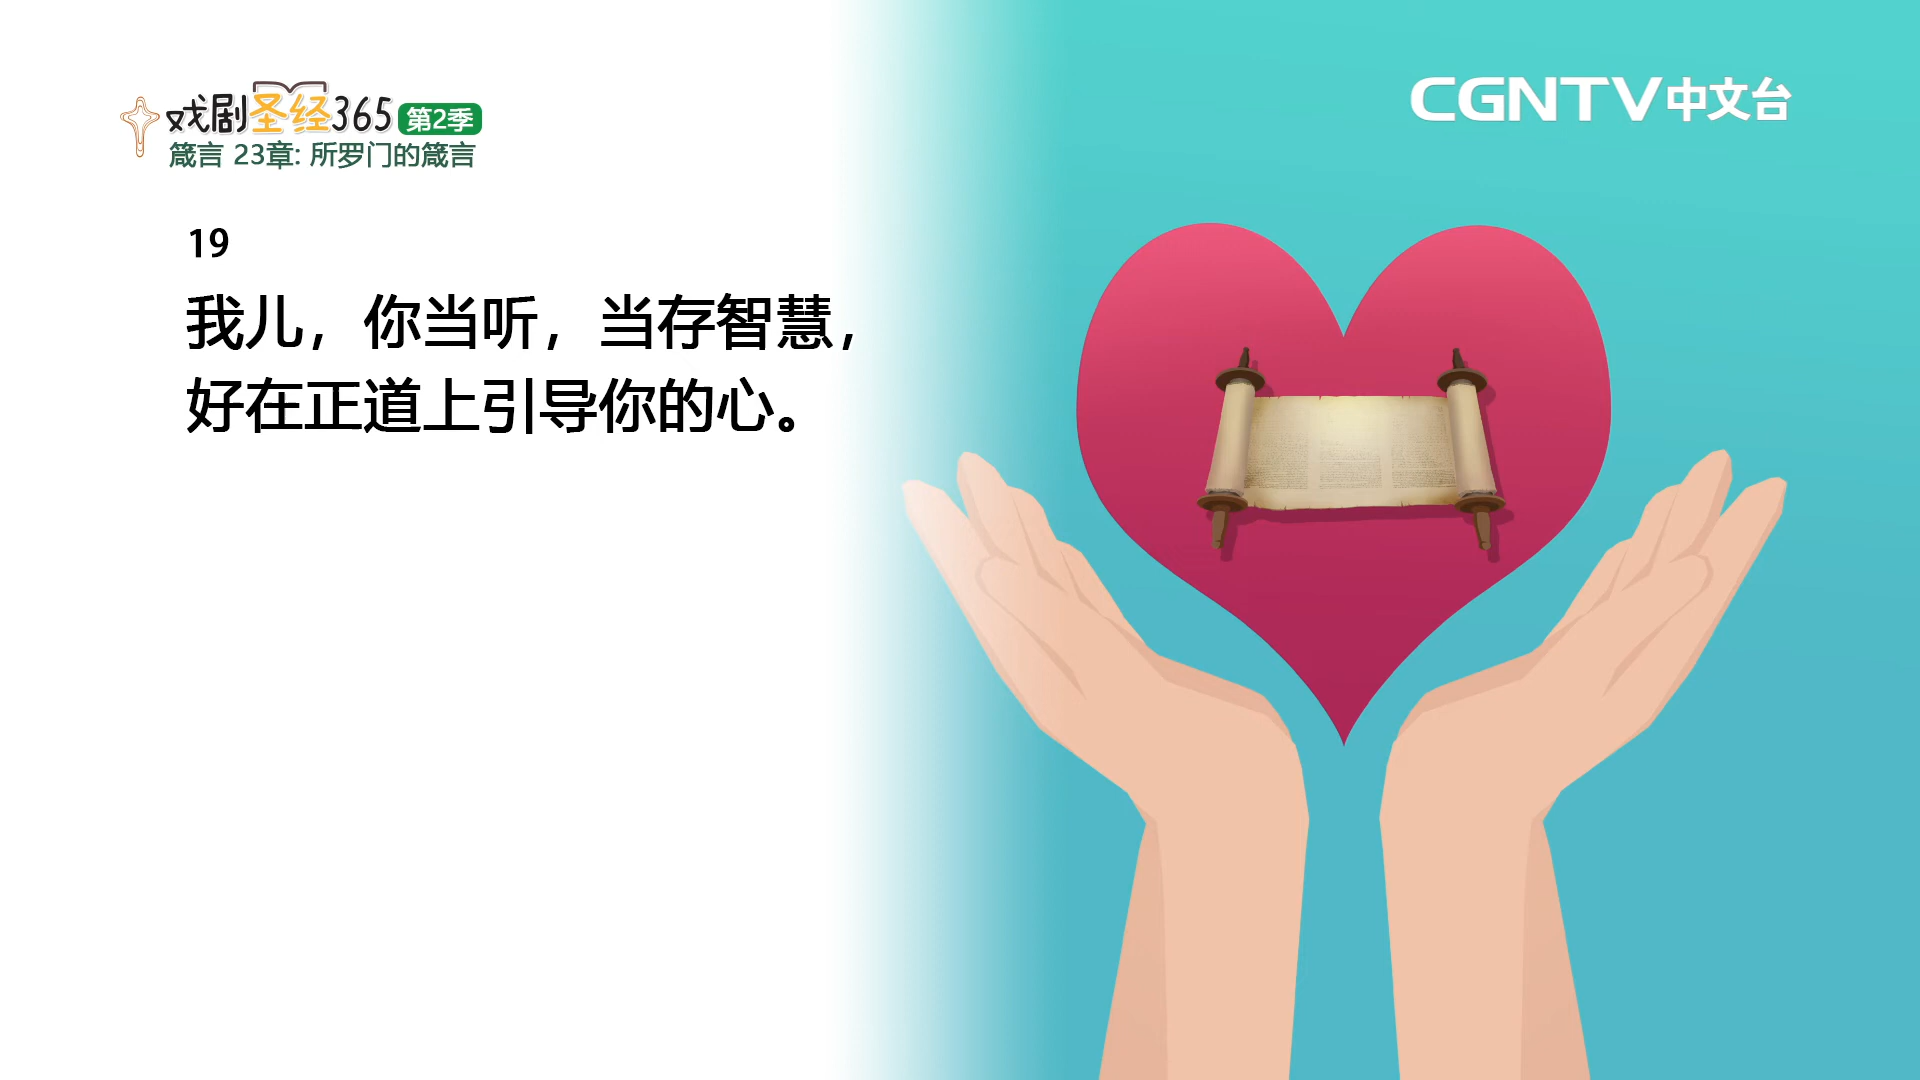 戏剧圣经365 第2季
CGNTV中文台
箴言 23章: 所罗门的箴言
19
我儿，你当听，当存智慧，
好在正道上引导你的心。